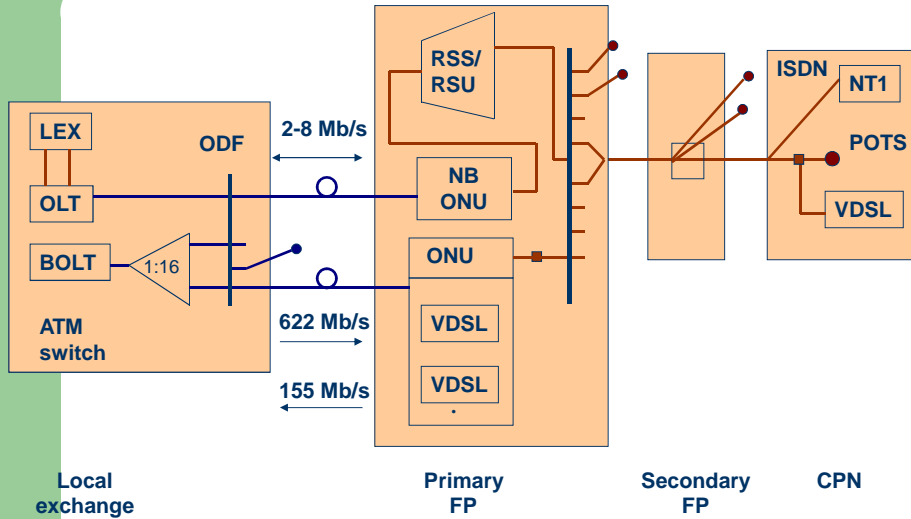 RSS/
RSU
ISDN
NT1
LEX
ODF
2-8 Mb/s
POTS
OLT
NB
ONU
VDSL
BOLT
1:16
ONU
622 Mb/s
VDSL
ATM
switch
155 Mb/s
VDSL
Local
exchange
Primary
FP
Secondary
FP
CPN